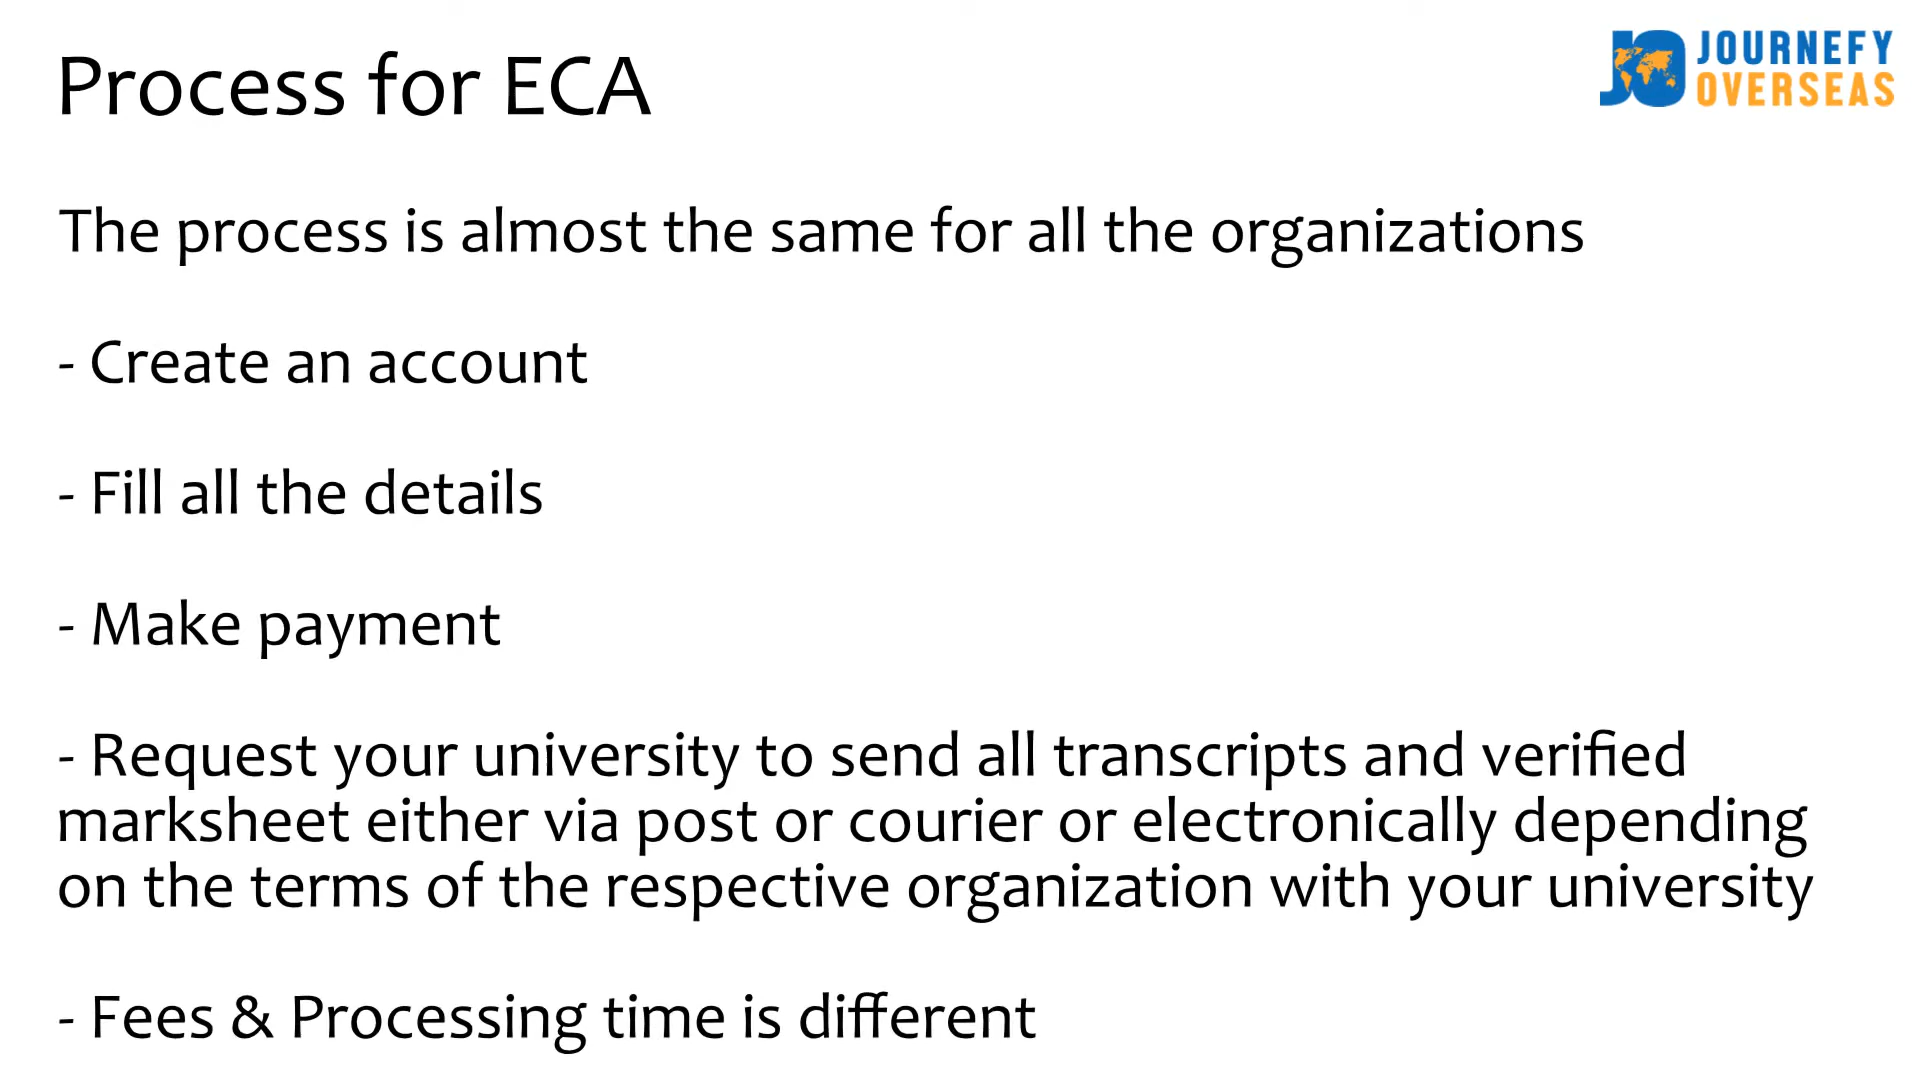 Process for ECA
JOURNEFY
OVERSEAS
The process is almost the same for all the organizations
- Create an account
- Fill all the details
- Make payment
- Request your university to send all transcripts and verified
marksheet either via post or courier or electronically depending
on the terms of the respective organization with your university
- Fees & Processing time is different